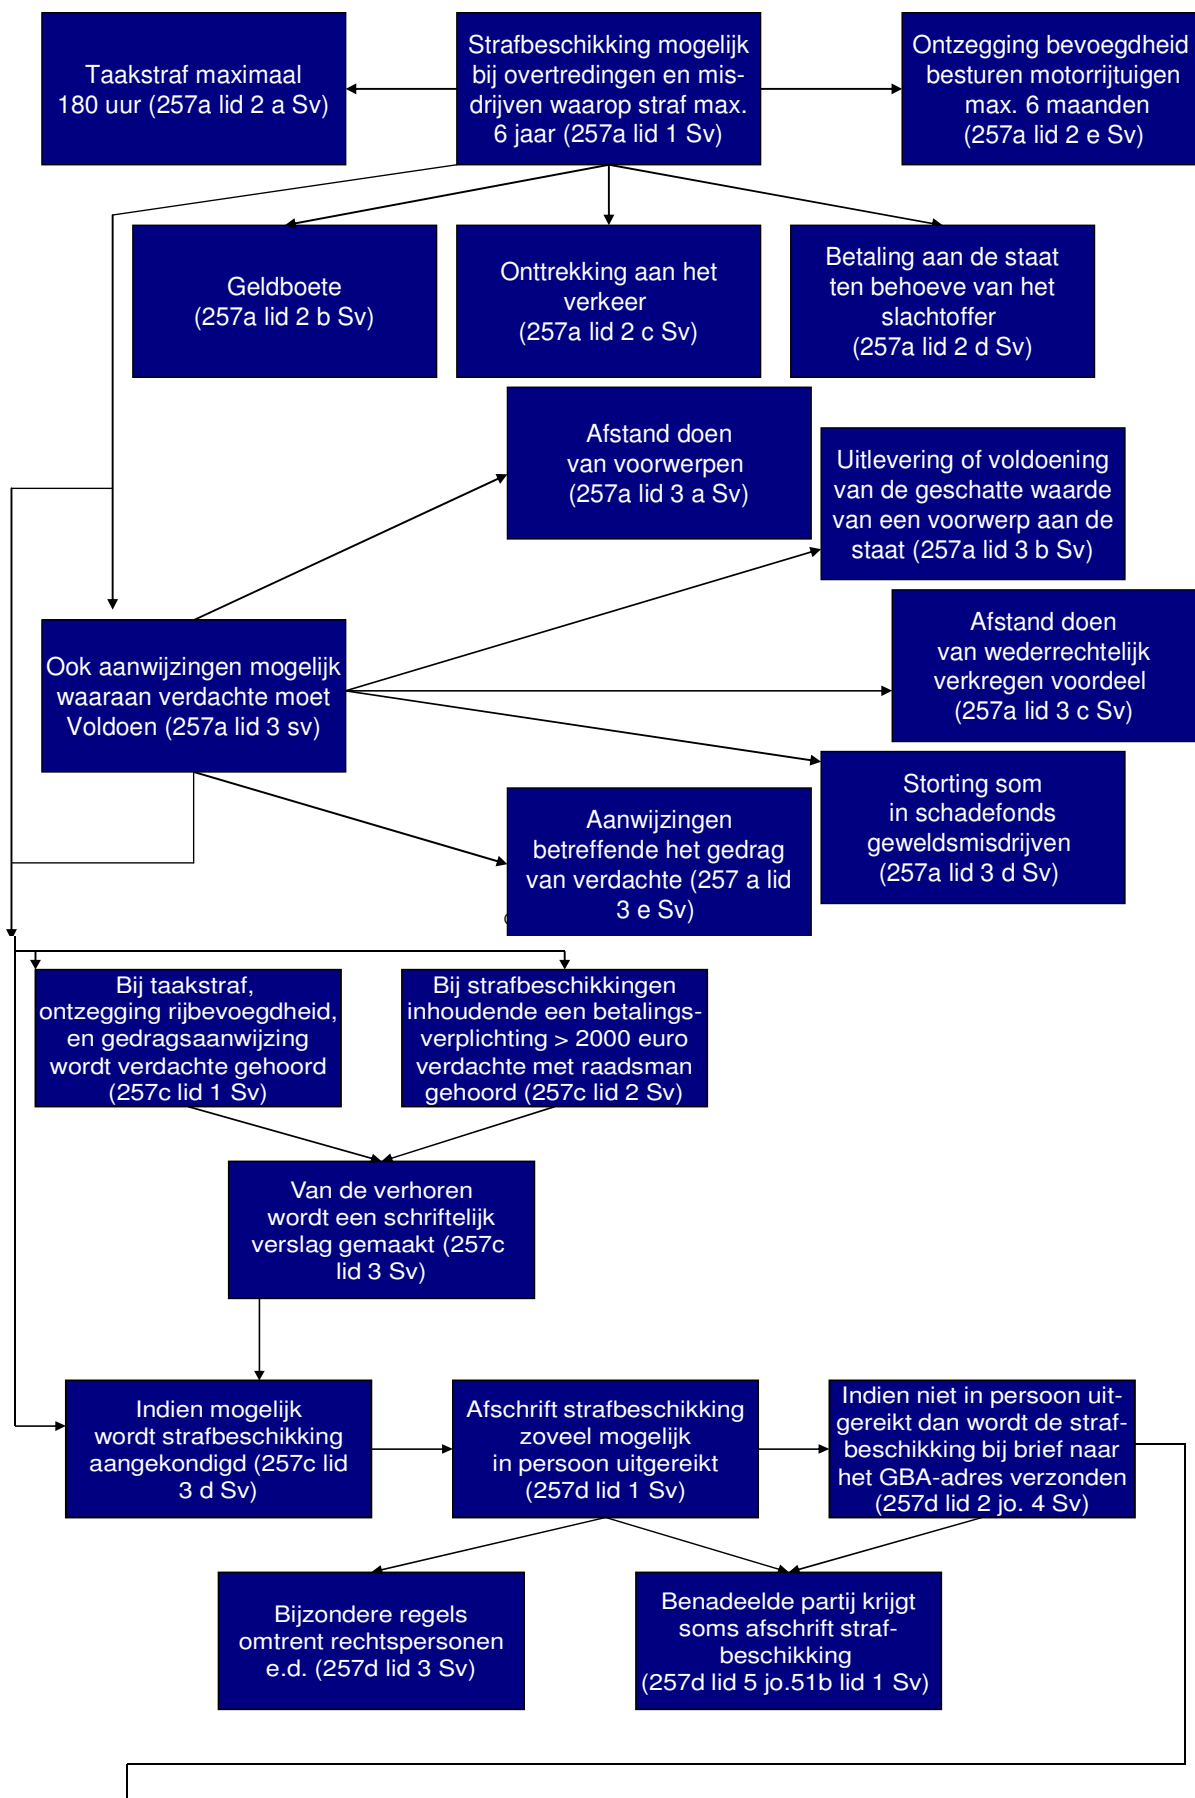 Taakstraf maximaal
180 uur (257a lid 2 a Sv)
Strafbeschikking mogelijk
bij overtredingen en mis-
drijven waarop straf max.
6 jaar (257a lid 1 Sv)
Ontzegging bevoegdheid
besturen motorrijtuigen
max. 6 maanden
(257a lid 2 e Sv)
Geldboete
(257a lid 2 b Sv)
Onttrekking aan het
verkeer
(257a lid 2 c Sv)
Betaling aan de staat
ten behoeve van het
slachtoffer
(257a lid 2 d Sv)
Afstand doen
van voorwerpen
(257a lid 3 a Sv)
Uitlevering of voldoening
van de geschatte waarde
van een voorwerp aan de
staat (257a lid 3 b Sv)
Afstand doen
van wederrechtelijk
verkregen voordeel
(257a lid 3 c Sv)
Ook aanwijzingen mogelijk
waaraan verdachte moet
Voldoen (257a lid 3 sv)
Storting som
in schadefonds
geweldsmisdrijven
(257a lid 3 d Sv)
Aanwijzingen
betreffende het gedrag
van verdachte (257 a lid
3 e Sv)
Bij taakstraf,
ontzegging rijbevoegdheid,
en gedragsaanwijzing
wordt verdachte gehoord
(257c lid 1 Sv)
Bij strafbeschikkingen
inhoudende een betalings-
verplichting > 2000 euro
verdachte met raadsman
gehoord (257c lid 2 Sv)
Van de verhoren
wordt een schriftelijk
verslag gemaakt (257c
lid 3 Sv)
Indien mogelijk
wordt strafbeschikking
aangekondigd (257c lid
3 d Sv)
Afschrift strafbeschikking
zoveel mogelijk
in persoon uitgereikt
(257d lid 1 Sv)
Indien niet in persoon uit-
gereikt dan wordt de straf-
beschikking bij brief naar
het GBA-adres verzonden
(257d lid 2 jo. 4 Sv)
Bijzondere regels
omtrent rechtspersonen
e.d. (257d lid 3 Sv)
Benadeelde partij krijgt
soms afschrift straf-
beschikking
(257d lid 5 jo.51b lid 1 Sv)